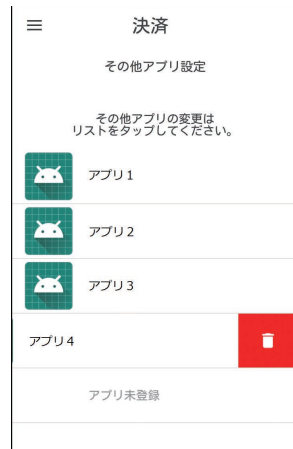 決済
その他アプリ設定
その他アプリの変更は
リストをタップしてください。
アプリ1
アプリ2
アプリ3
アプリ4
アプリ未登録